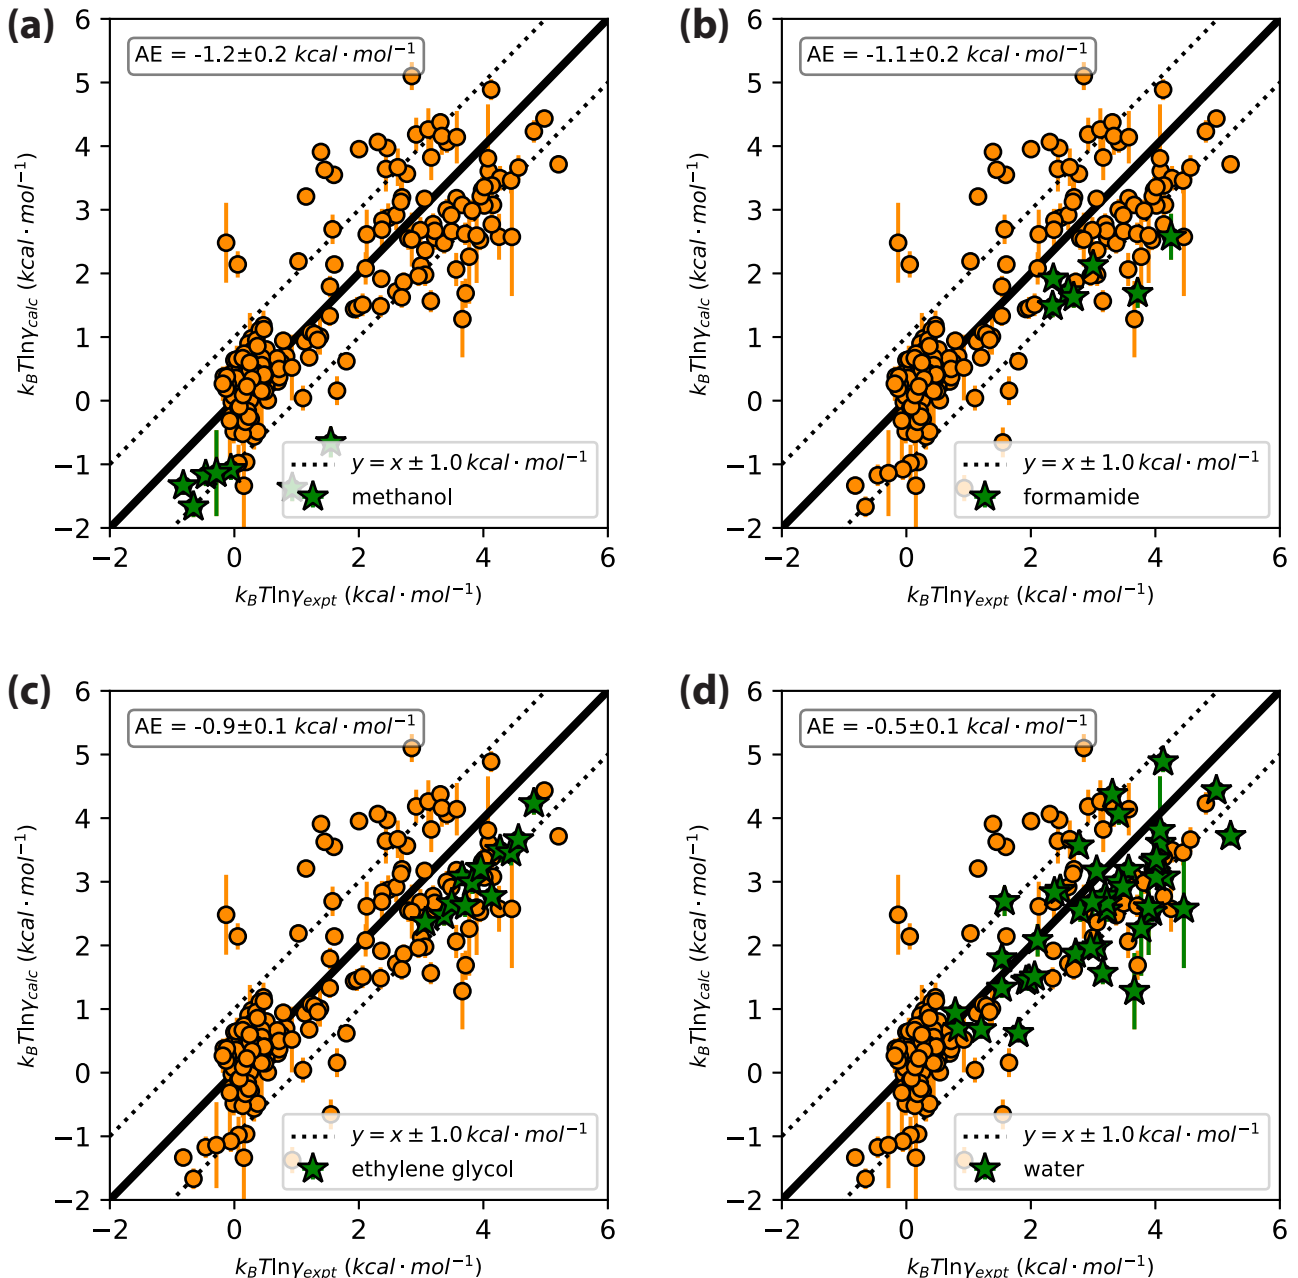 (a)
AE = -1.2±0.2 kcal · mol⁻¹
6
5
4
3
2
1
0
−1
−2
k_BTlnγ_calc (kcal · mol⁻¹)
y = x ± 1.0 kcal · mol⁻¹
methanol
−2 0 2 4 6
k_BTlnγ_expt (kcal · mol⁻¹)
(b)
AE = -1.1±0.2 kcal · mol⁻¹
6
5
4
3
2
1
0
−1
−2
k_BTlnγ_calc (kcal · mol⁻¹)
y = x ± 1.0 kcal · mol⁻¹
formamide
−2 0 2 4 6
k_BTlnγ_expt (kcal · mol⁻¹)
(c)
AE = -0.9±0.1 kcal · mol⁻¹
6
5
4
3
2
1
0
−1
−2
k_BTlnγ_calc (kcal · mol⁻¹)
y = x ± 1.0 kcal · mol⁻¹
ethylene glycol
−2 0 2 4 6
k_BTlnγ_expt (kcal · mol⁻¹)
(d)
AE = -0.5±0.1 kcal · mol⁻¹
6
5
4
3
2
1
0
−1
−2
k_BTlnγ_calc (kcal · mol⁻¹)
y = x ± 1.0 kcal · mol⁻¹
water
−2 0 2 4 6
k_BTlnγ_expt (kcal · mol⁻¹)